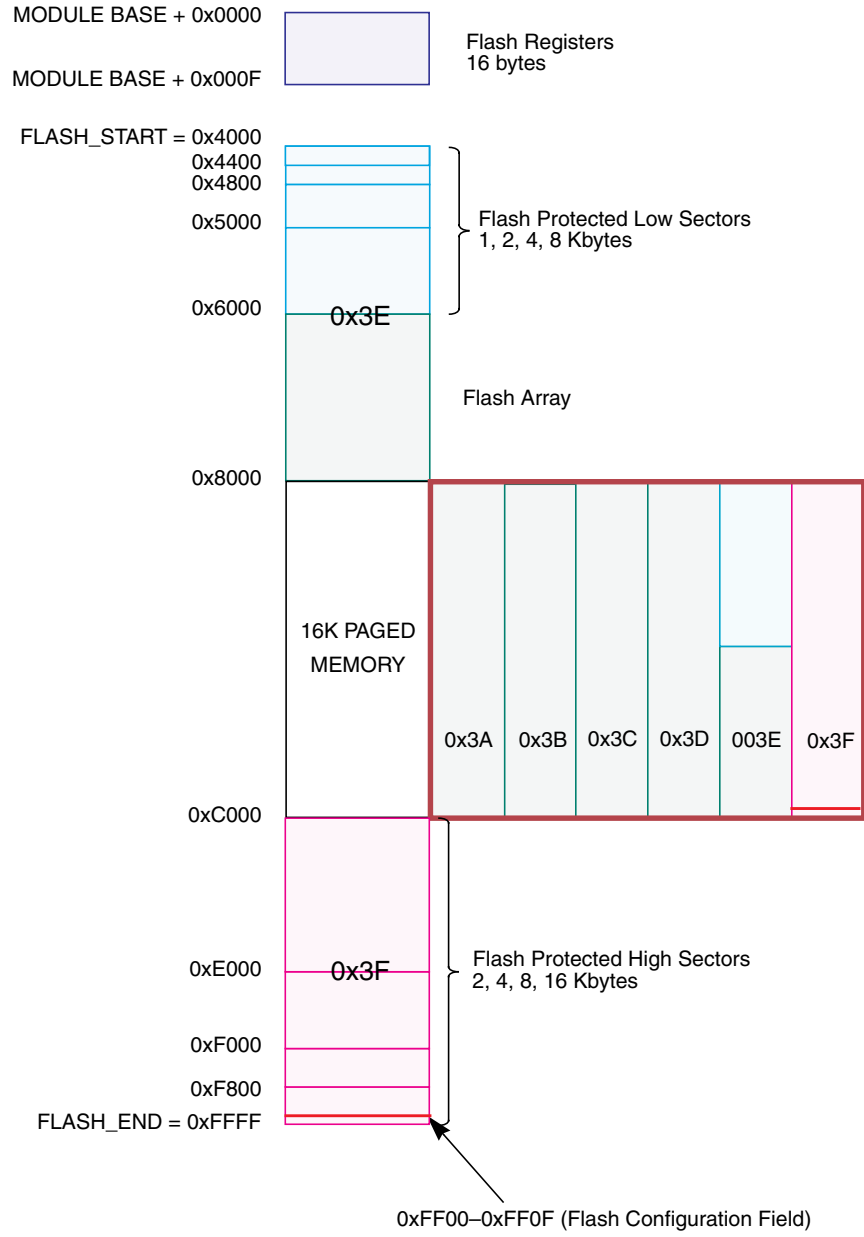 MODULE BASE + 0x0000
Flash Registers
16 bytes
MODULE BASE + 0x000F
FLASH_START = 0x4000
0x4400
0x4800
0x5000
Flash Protected Low Sectors
1, 2, 4, 8 Kbytes
0x6000
0x3E
Flash Array
0x8000
16K PAGED
MEMORY
0x3A
0x3B
0x3C
0x3D
003E
0x3F
0xC000
Flash Protected High Sectors
2, 4, 8, 16 Kbytes
0xE000
0x3F
0xF000
0xF800
FLASH_END = 0xFFFF
0xFF00–0xFF0F (Flash Configuration Field)